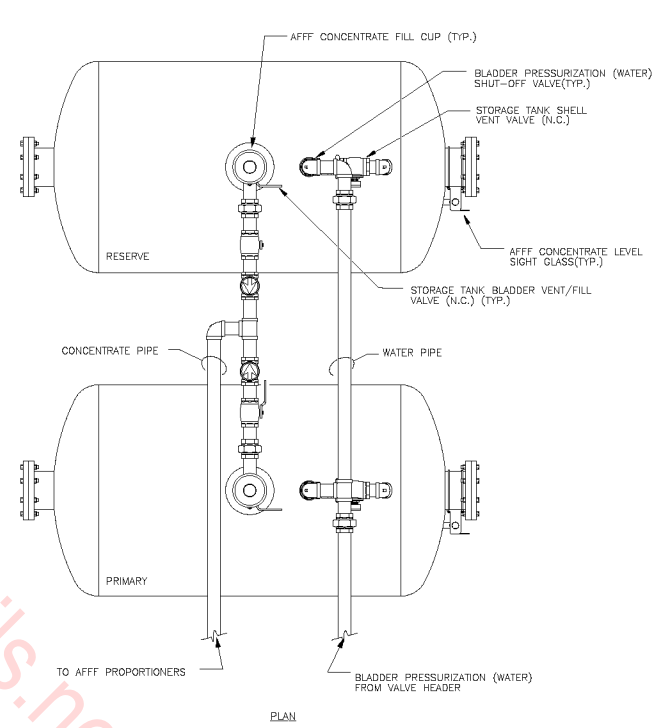 AFFF CONCENTRATE FILL CUP (TYP.)
BLADDER PRESSURIZATION (WATER)
SHUT-OFF VALVE(TYP.)
STORAGE TANK SHELL
VENT VALVE (N.C.)
RESERVE
AFFF CONCENTRATE LEVEL
SIGHT GLASS(TYP.)
STORAGE TANK BLADDER VENT/FILL
VALVE (N.C.) (TYP.)
CONCENTRATE PIPE
WATER PIPE
PRIMARY
TO AFFF PROPORTIONERS
BLADDER PRESSURIZATION (WATER)
FROM VALVE HEADER
PLAN